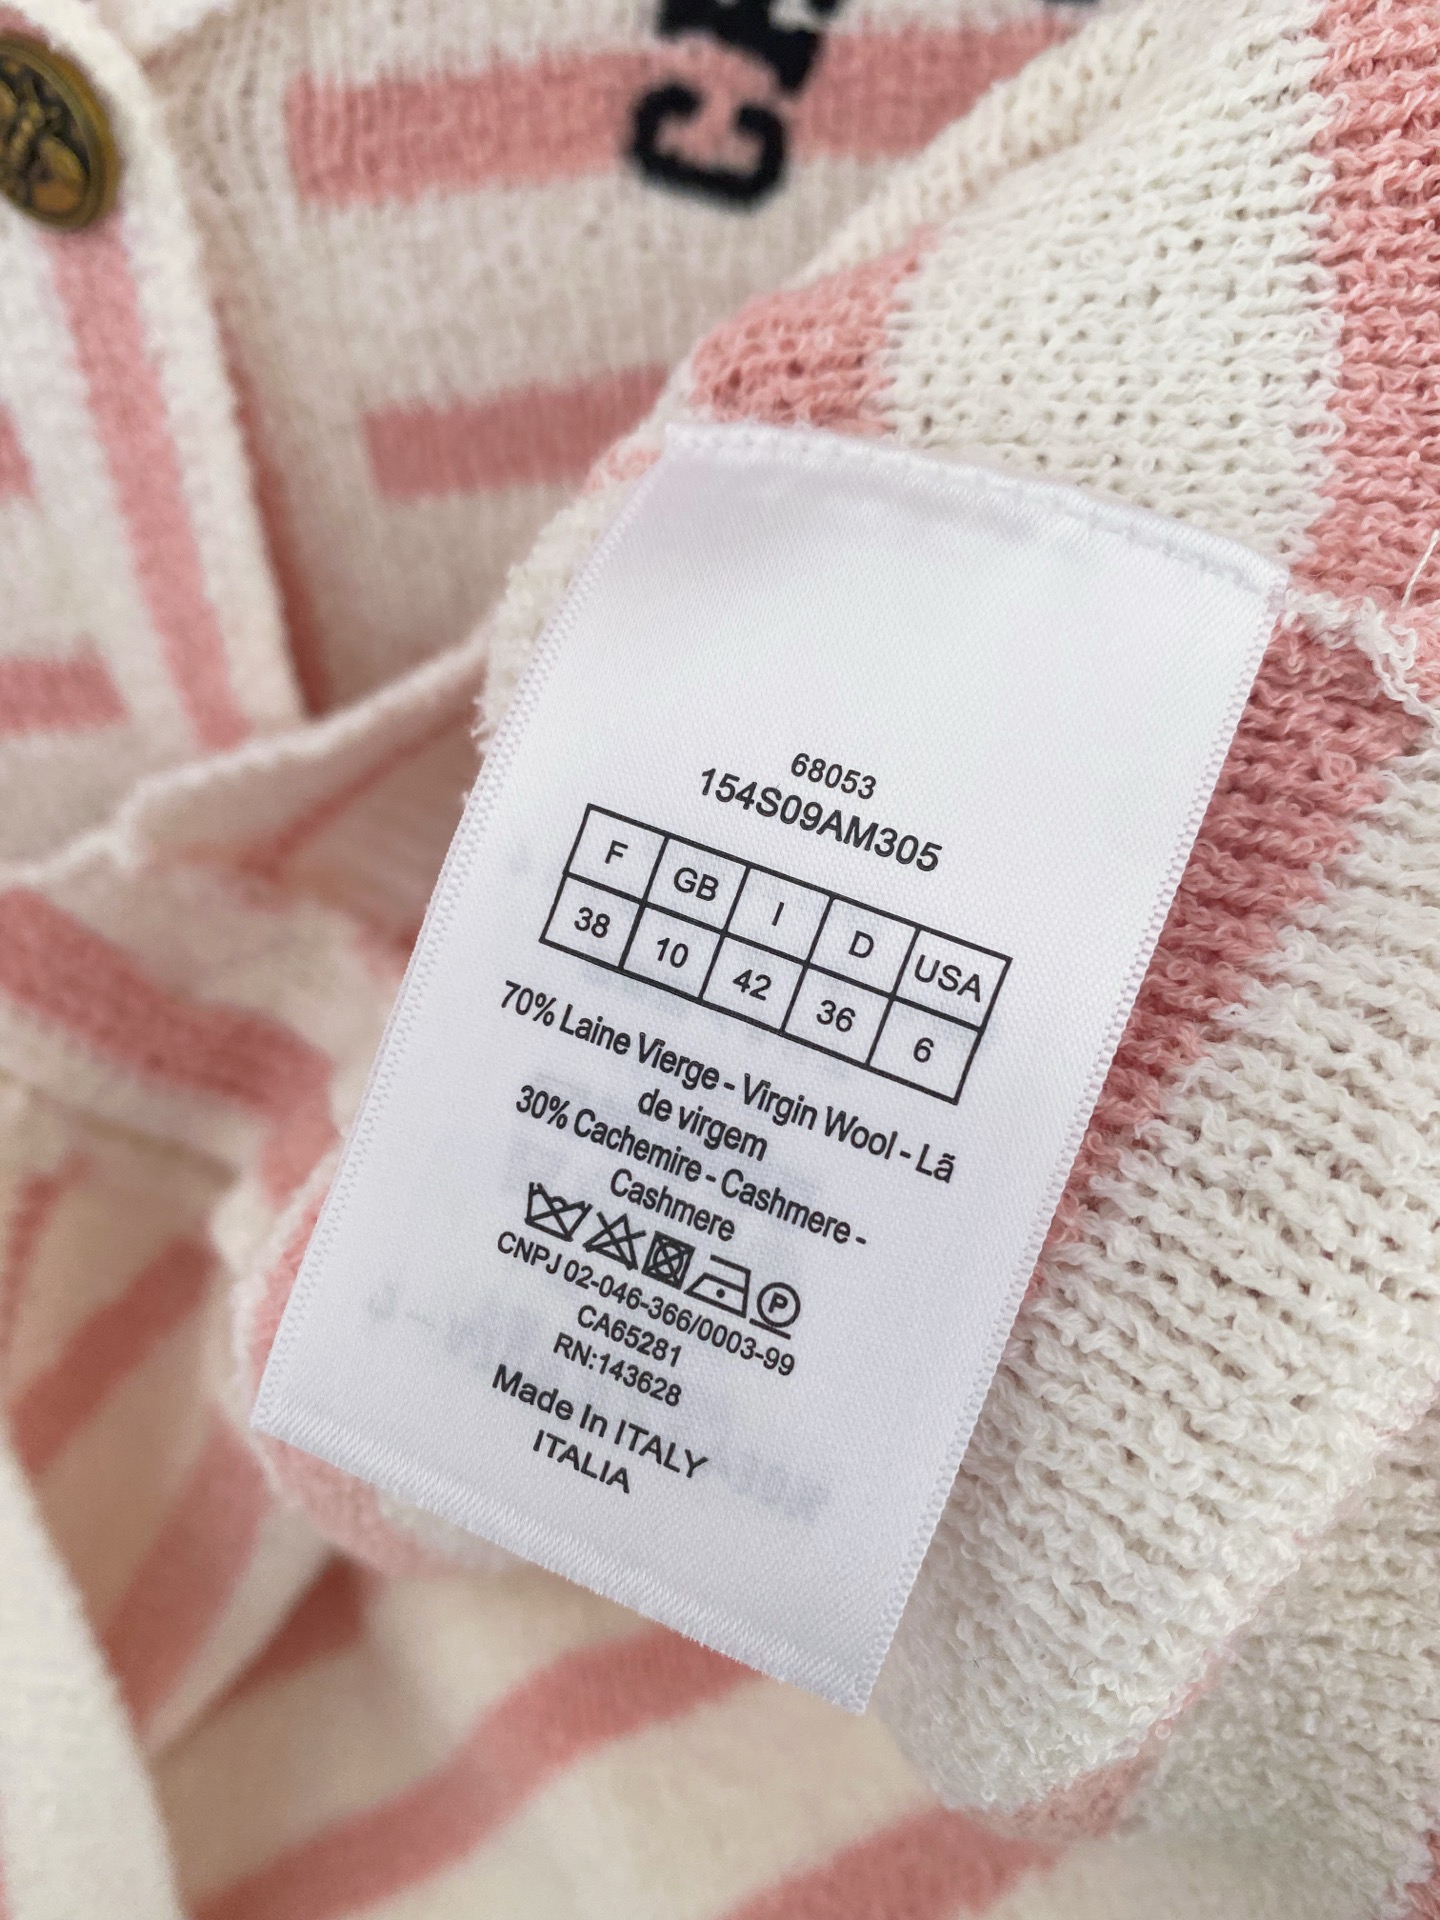 68053
154S09AM305
F GB I D USA
38 10 42 36 6
70% Laine Vierge - Virgin Wool - Lã
de virgem
30% Cachemire - Cashmere -
Cashmere
P
CNPJ 02-046-366/0003-99
CA65281
RN:143628
Made In ITALY
ITALIA